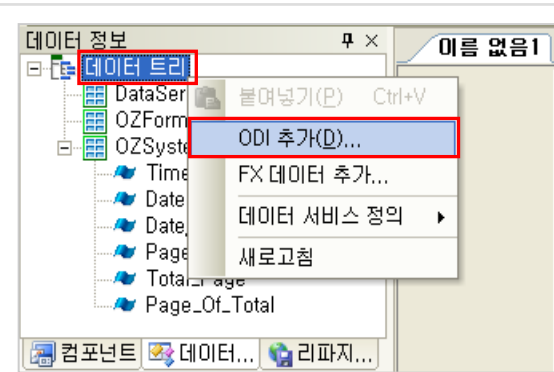 데이터 정보
이름 없음1
데이터 트리
DataSer
붙여넣기(P) Ctrl+V
OZForm
ODI 추가(D)...
OZSyste
Time
FX 데이터 추가...
Date
데이터 서비스 정의
Date_
Page
새로고침
Total_Page
Page_Of_Total
컴포넌트 데이터... 리파지...